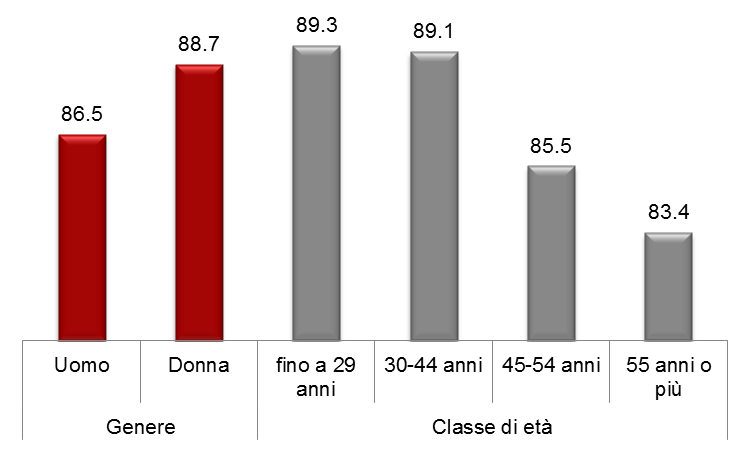 89.3
89.1
88.7
86.5
85.5
83.4
Uomo
Donna
fino a 29
anni
30-44 anni
45-54 anni
55 anni o
più
Genere
Classe di età